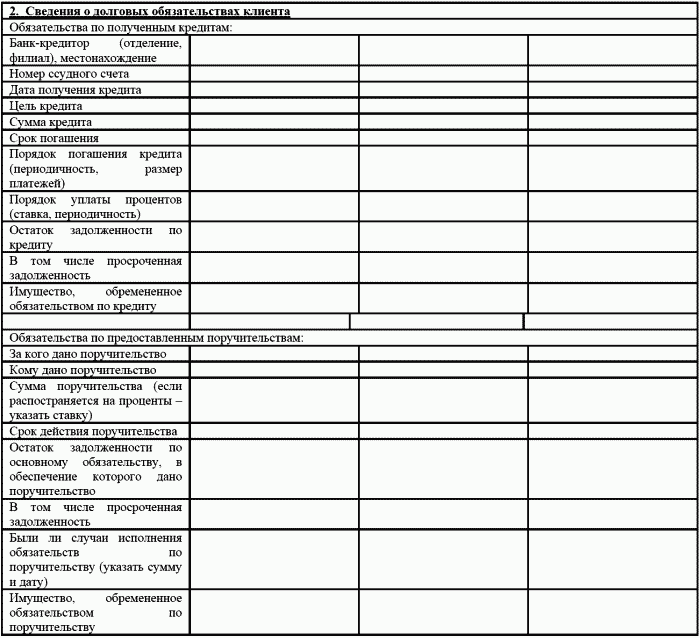 2. Сведения о долговых обязательствах клиента
Обязательства по полученным кредитам:
Банк-кредитор (отделение,
филиал), местонахождение
Номер ссудного счета
Дата получения кредита
Цель кредита
Сумма кредита
Срок погашения
Порядок погашения кредита
(периодичность, размер
платежей)
Порядок уплаты процентов
(ставка, периодичность)
Остаток задолженности по
кредиту
В том числе просроченная
задолженность
Имущество, обремененное
обязательством по кредиту
Обязательства по предоставленным поручительствам:
За кого дано поручительство
Кому дано поручительство
Сумма поручительства (если
распостраняется на проценты –
указать ставку)
Срок действия поручительства
Остаток задолженности по
основному обязательству, в
обеспечение которого дано
поручительство
В том числе просроченная
задолженность
Были ли случаи исполнения
обязательств по
поручительству (указать сумму
и дату)
Имущество, обремененное
обязательством по
поручительству